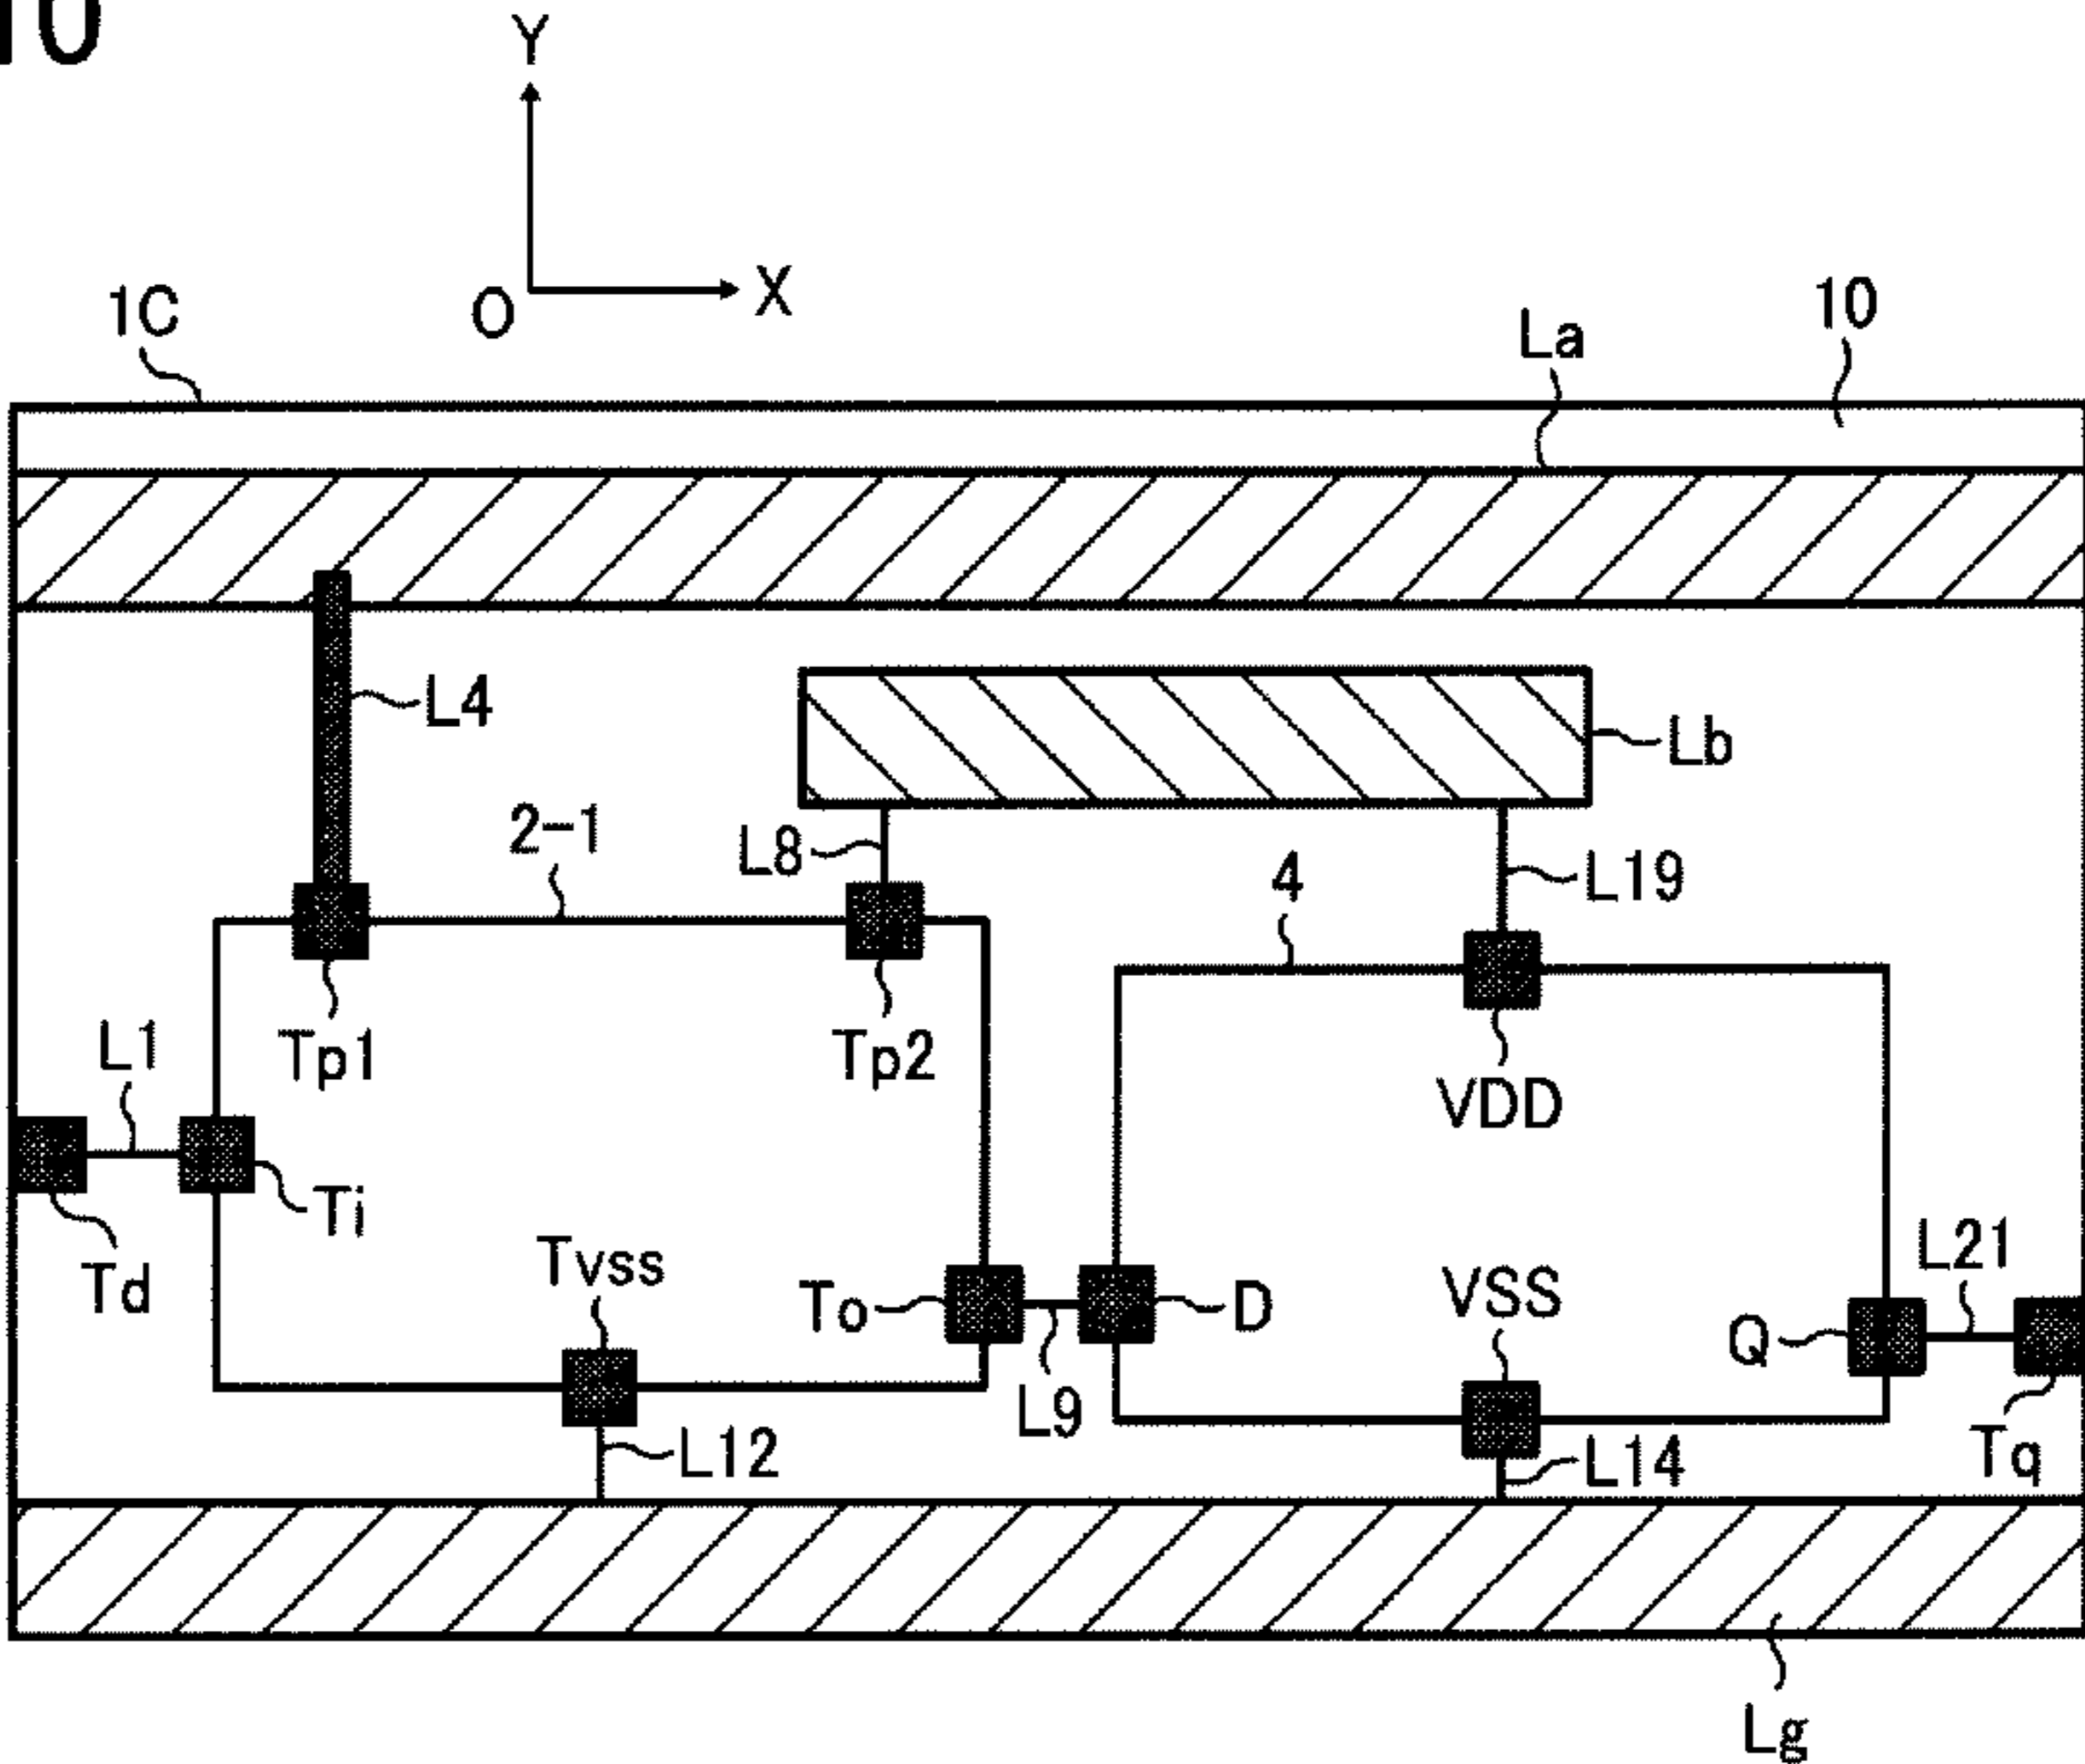 10
Y
O
X
1C
La
10
L4
Lb
2-1
L8
4
L19
Tp1
Tp2
VDD
L1
Ti
Td
Tvss
To
D
VSS
L21
Q
L9
L12
L14
Tq
Lg